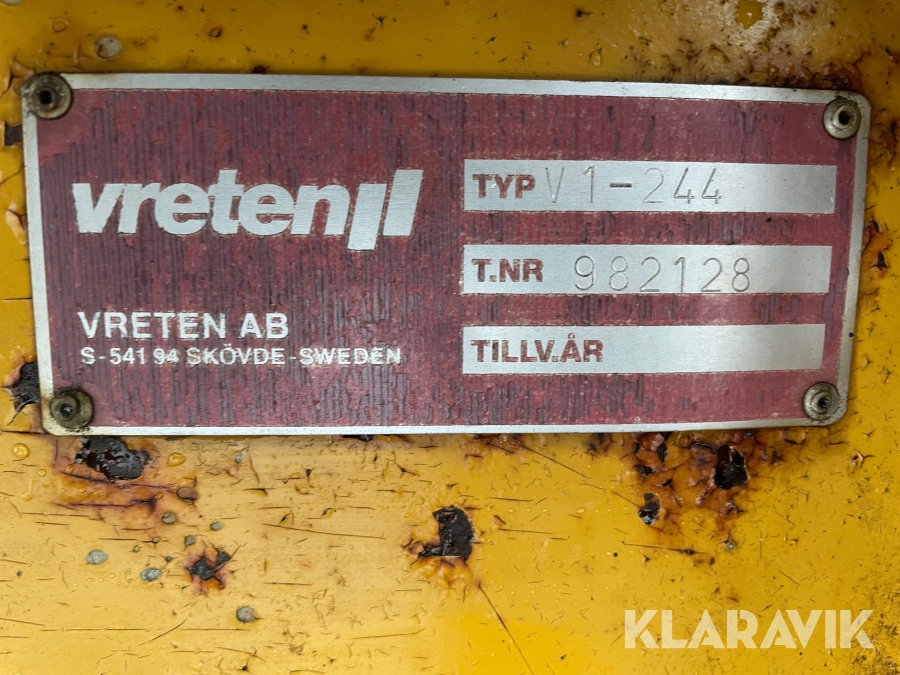 vreten
VRETEN AB
S-541 94 SKÖVDE-SWEDEN
TYP V1-244
T.NR 982128
TILLV.ÅR
KLARAVIK